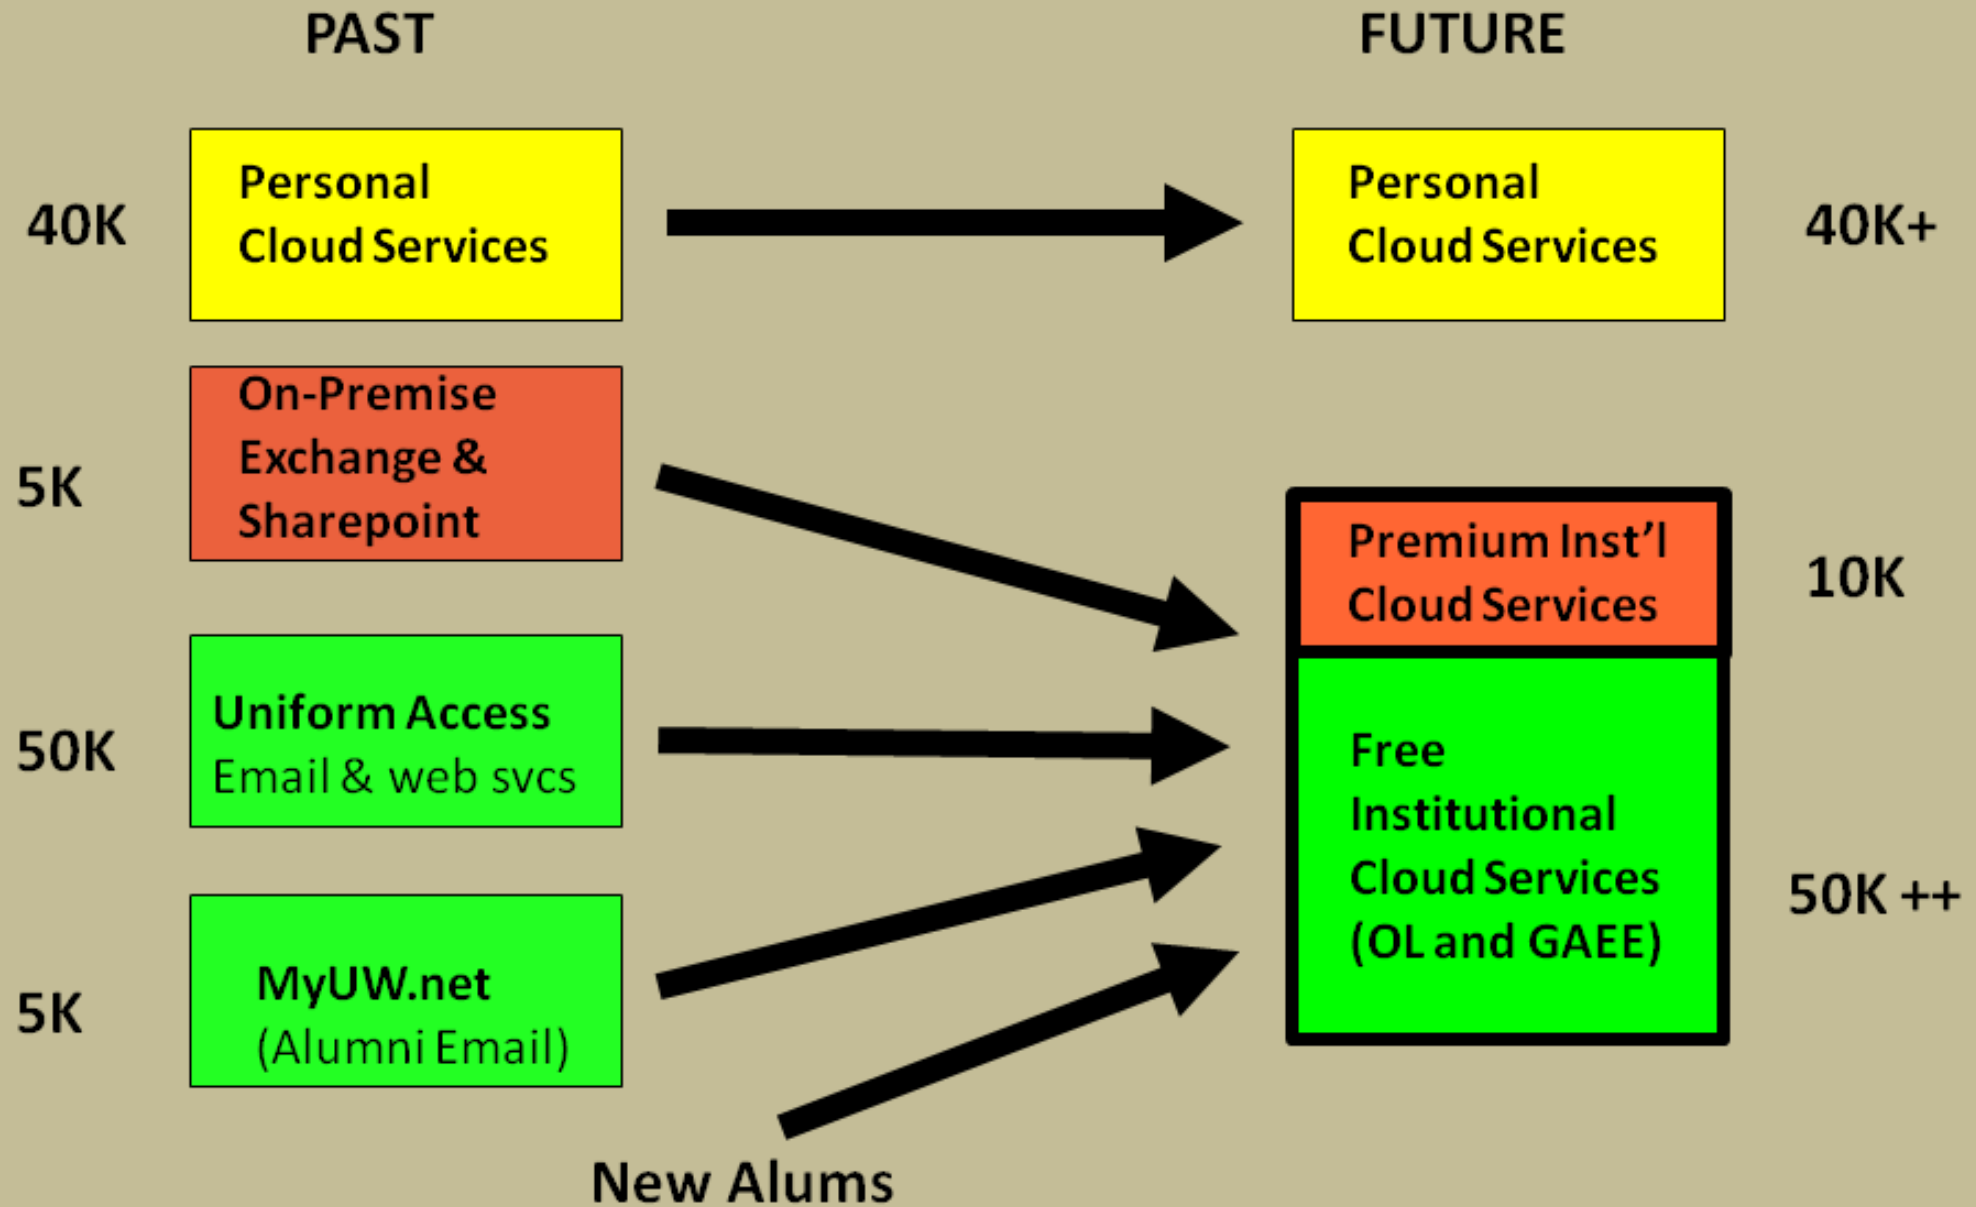 PAST
FUTURE
40K
Personal
Cloud Services
Personal
Cloud Services
40K+
5K
On-Premise
Exchange &
Sharepoint
Premium Inst’l
Cloud Services
10K
50K
Uniform Access
Email & web svcs
Free
Institutional
Cloud Services
(OL and GAEE)
50K ++
5K
MyUW.net
(Alumni Email)
New Alums